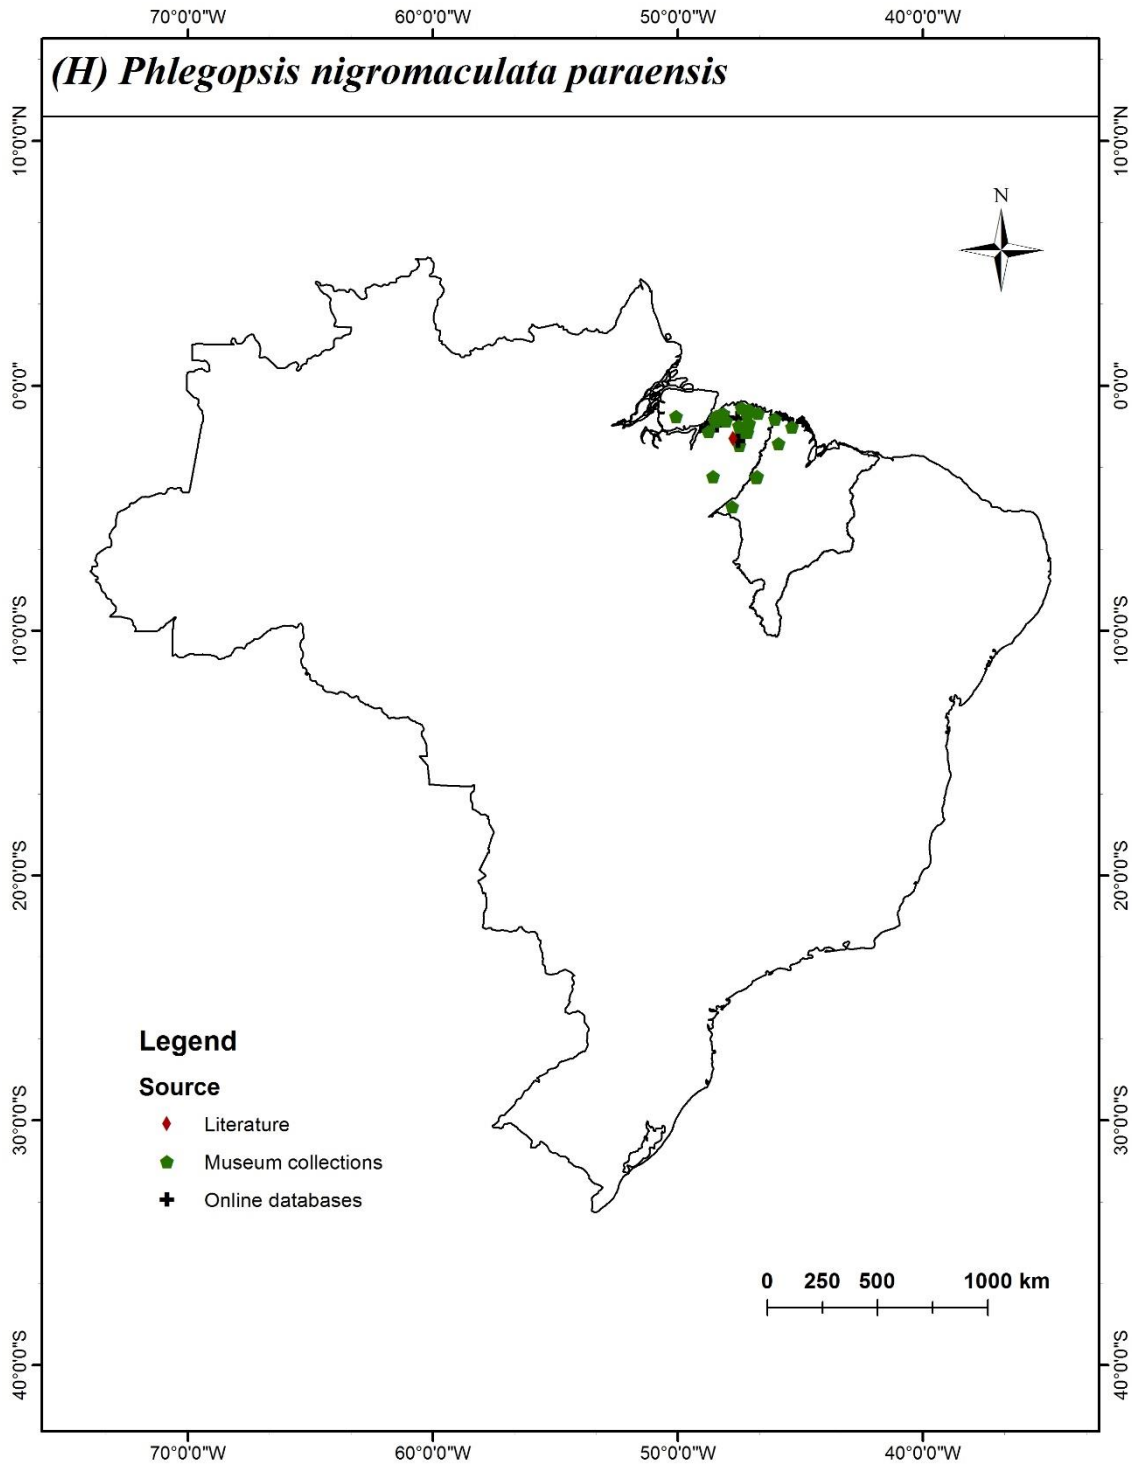 70°0'0"W 60°0'0"W 50°0'0"W 40°0'0"W
(H) Phlegopsis nigromaculata paraensis
10°0'0"N 10°0'0"N
N
0°0'0" 0°0'0"
10°0'0"S 10°0'0"S
20°0'0"S 20°0'0"S
Legend
Source
30°0'0"S 30°0'0"S
Literature
Museum collections
Online databases
0 250 500 1000 km
40°0'0"S 40°0'0"S
70°0'0"W 60°0'0"W 50°0'0"W 40°0'0"W